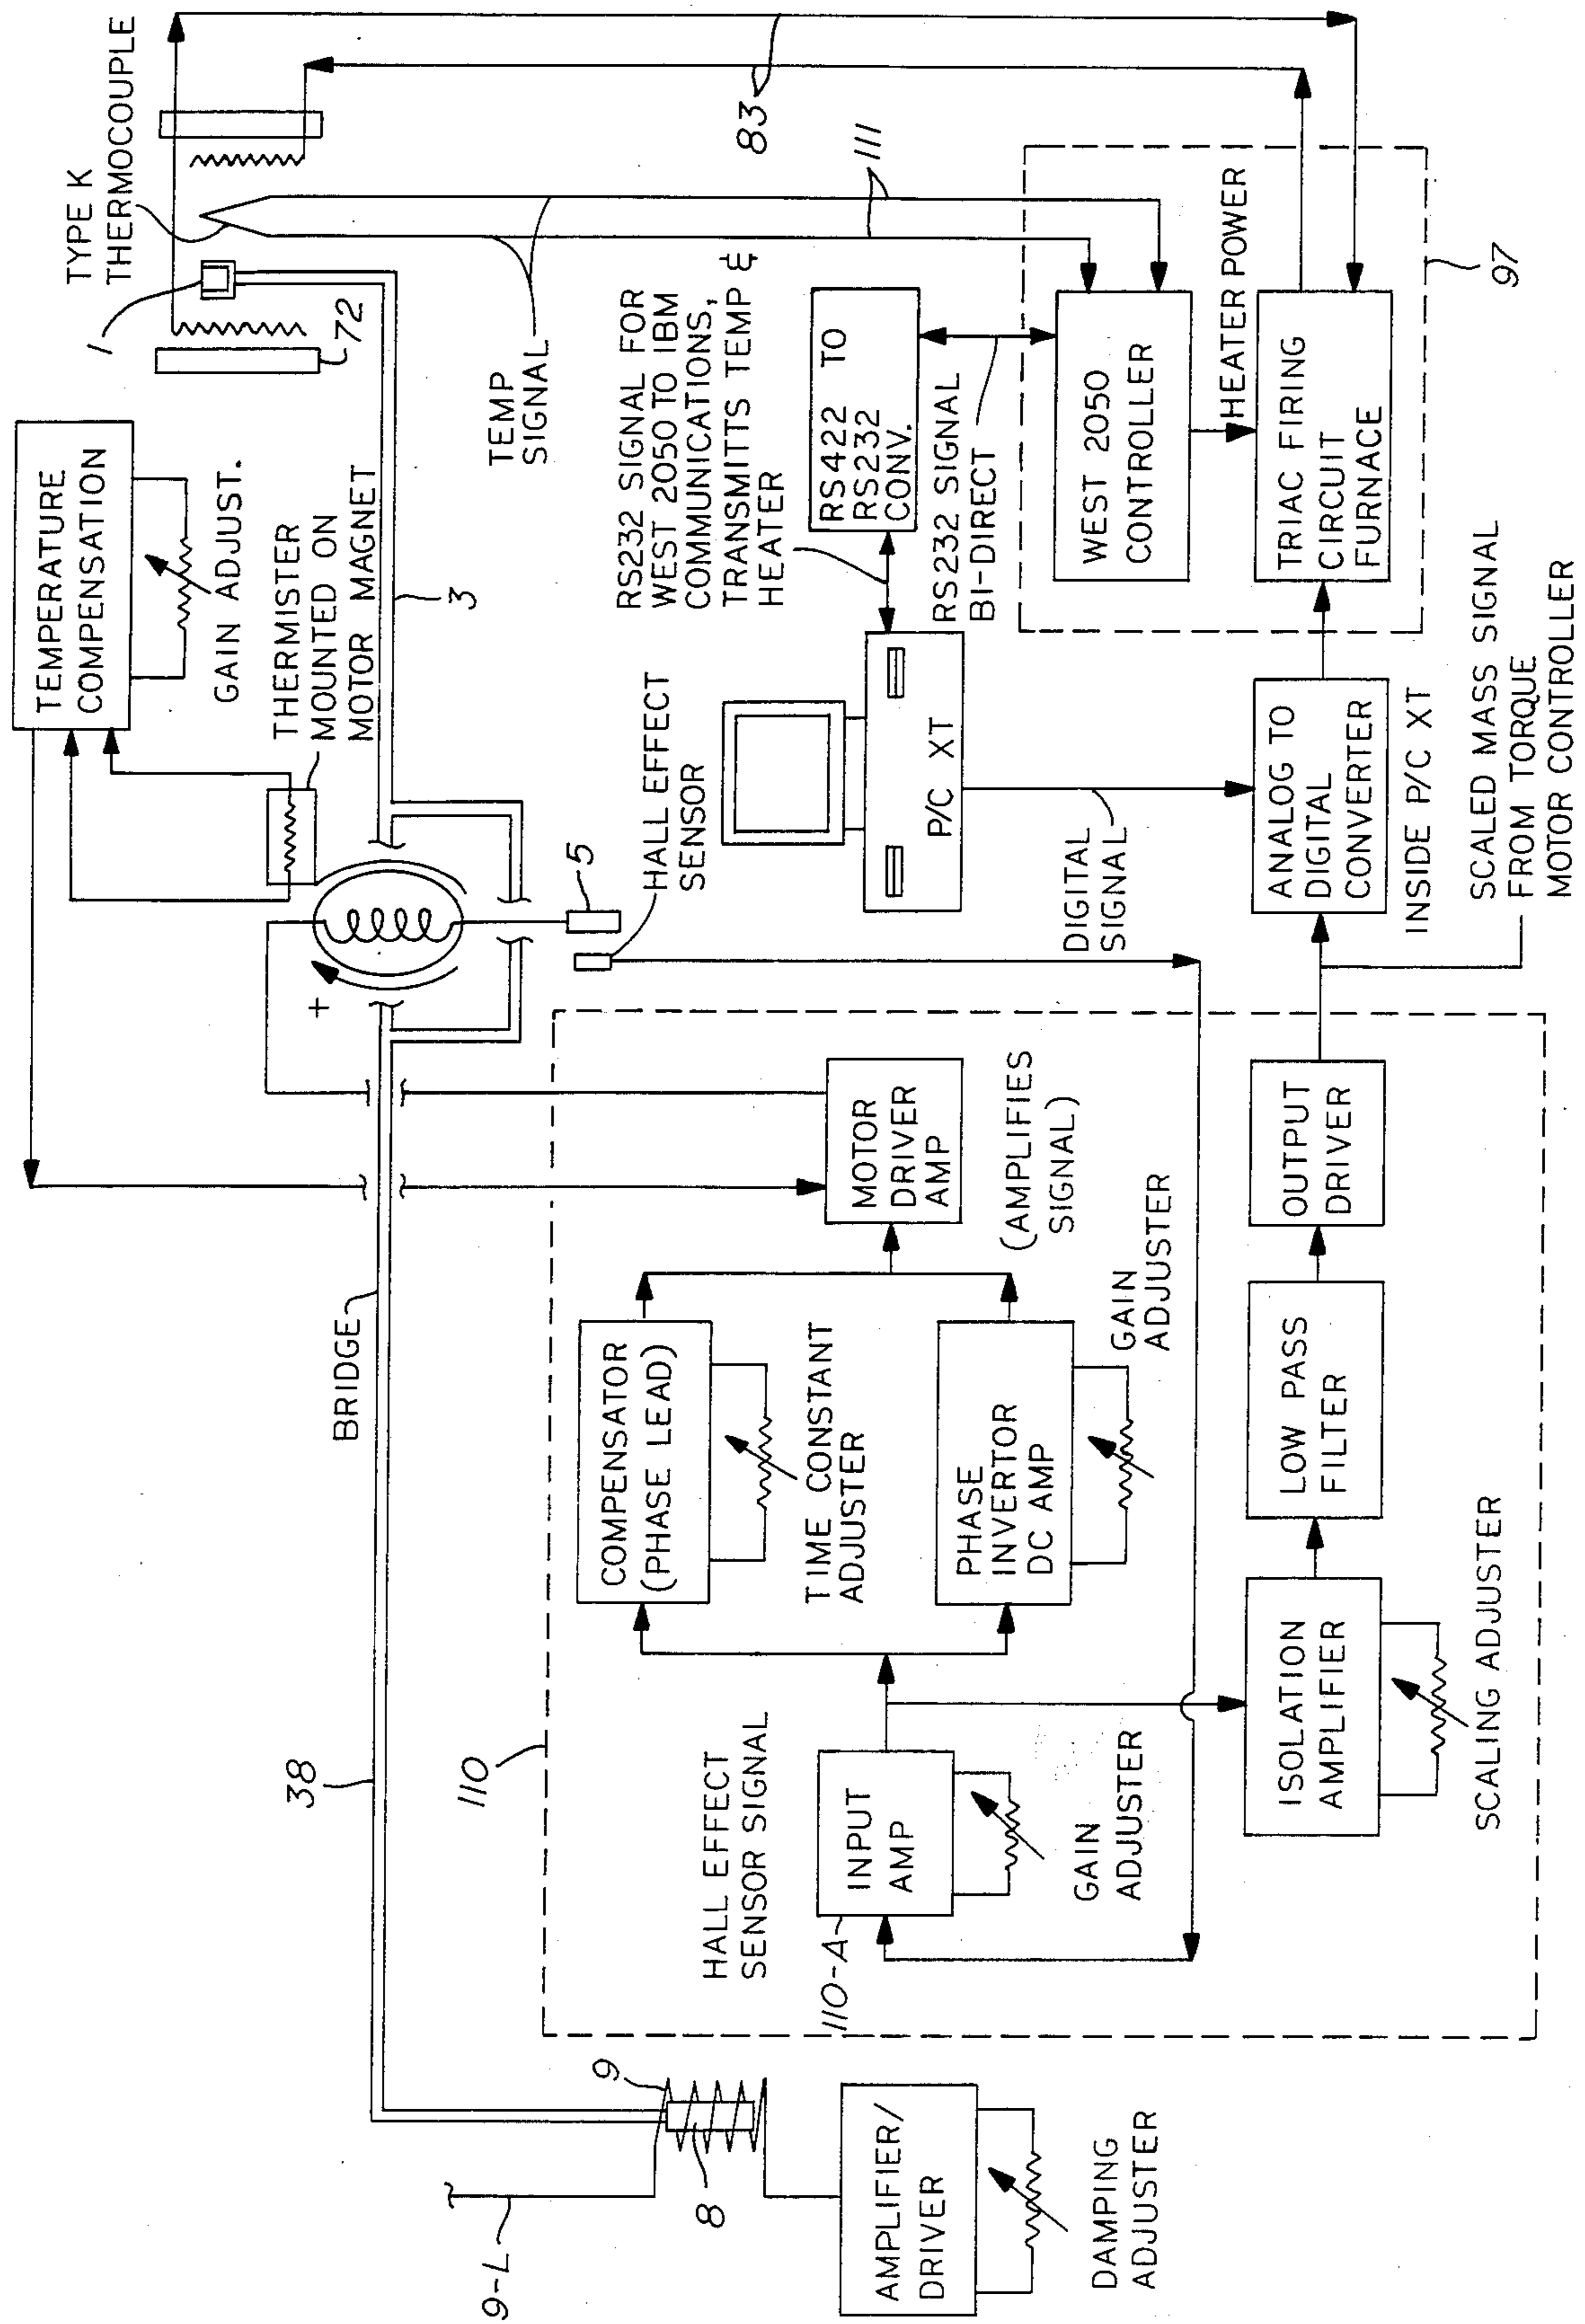 TYPE K
THERMOCOUPLE
1
72
TEMPERATURE
COMPENSATION
GAIN ADJUST.
THERMISTER
MOUNTED ON
MOTOR MAGNET
3
TEMP
SIGNAL
83
111
RS232 SIGNAL FOR
WEST 2050 TO IBM
COMMUNICATIONS,
TRANSMITTS TEMP &
HEATER
RS422 TO
RS232
CONV.
RS232 SIGNAL
BI-DIRECT
WEST 2050
CONTROLLER
HEATER POWER
TRIAC FIRING
CIRCUIT
FURNACE
97
+
5
HALL EFFECT
SENSOR
P/C XT
DIGITAL
SIGNAL
ANALOG TO
DIGITAL
CONVERTER
INSIDE P/C XT
SCALED MASS SIGNAL
FROM TORQUE
MOTOR CONTROLLER
BRIDGE
38
110
MOTOR
DRIVER
AMP
(AMPLIFIES
SIGNAL)
COMPENSATOR
(PHASE LEAD)
TIME CONSTANT
ADJUSTER
PHASE
INVERTOR
DC AMP
GAIN
ADJUSTER
HALL EFFECT
SENSOR SIGNAL
INPUT
AMP
110-A
GAIN
ADJUSTER
ISOLATION
AMPLIFIER
SCALING ADJUSTER
LOW PASS
FILTER
OUTPUT
DRIVER
9
8
9-L
AMPLIFIER/
DRIVER
DAMPING
ADJUSTER